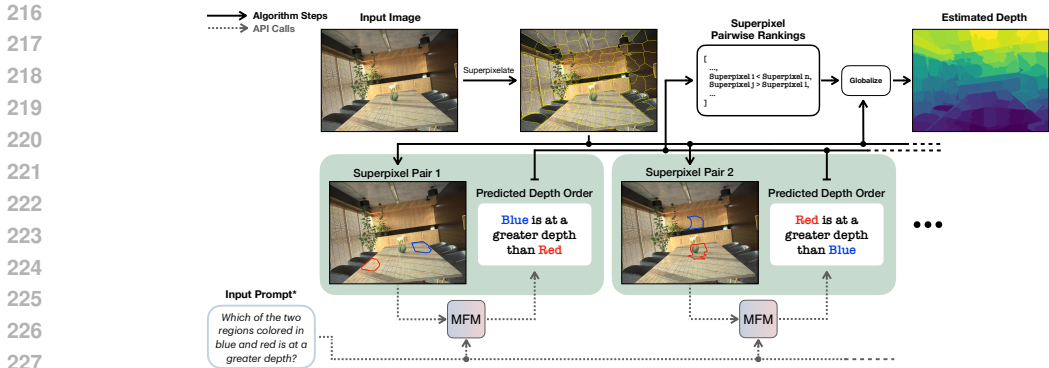 216
217
218
219
220
221
222
223
224
225
226
227
Algorithm Steps
API Calls
Input Image
Superpixelate
Superpixel
Pairwise Rankings
[
...,
Superpixel i < Superpixel n,
Superpixel j > Superpixel l,
...
]
Globalize
Estimated Depth
Superpixel Pair 1
Predicted Depth Order
Blue is at a
greater depth
than Red
Superpixel Pair 2
Predicted Depth Order
Red is at a
greater depth
than Blue
•••
Input Prompt*
Which of the two
regions colored in
blue and red is at a
greater depth?
MFM
MFM